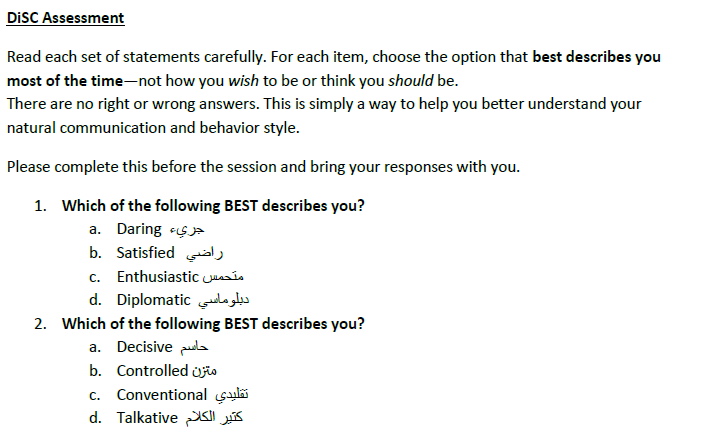 DiSC Assessment
Read each set of statements carefully. For each item, choose the option that best describes you
most of the time—not how you wish to be or think you should be.
There are no right or wrong answers. This is simply a way to help you better understand your
natural communication and behavior style.
Please complete this before the session and bring your responses with you.
1. Which of the following BEST describes you?
a. Daring جريء
b. Satisfied راضي
c. Enthusiastic متحمس
d. Diplomatic دبلوماسي
2. Which of the following BEST describes you?
a. Decisive حاسم
b. Controlled متزن
c. Conventional تقليدي
d. Talkative كثير الكلام